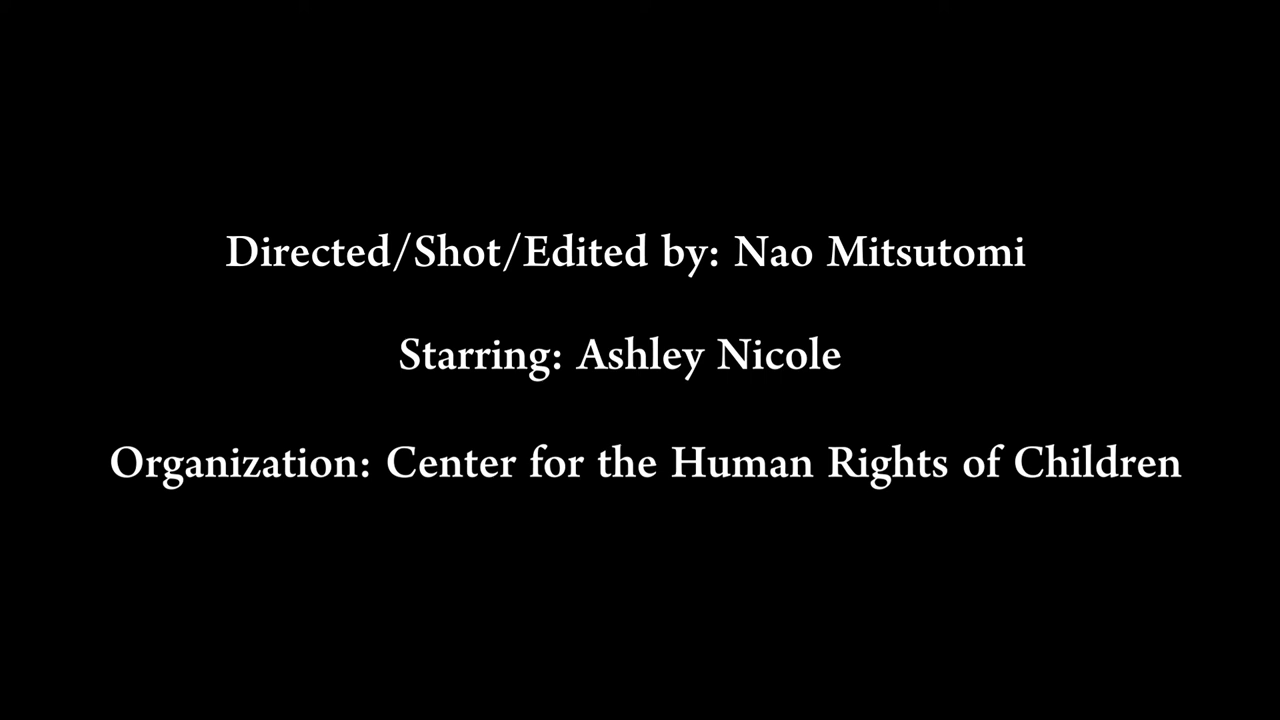 Directed/Shot/Edited by: Nao Mitsutomi
Starring: Ashley Nicole
Organization: Center for the Human Rights of Children